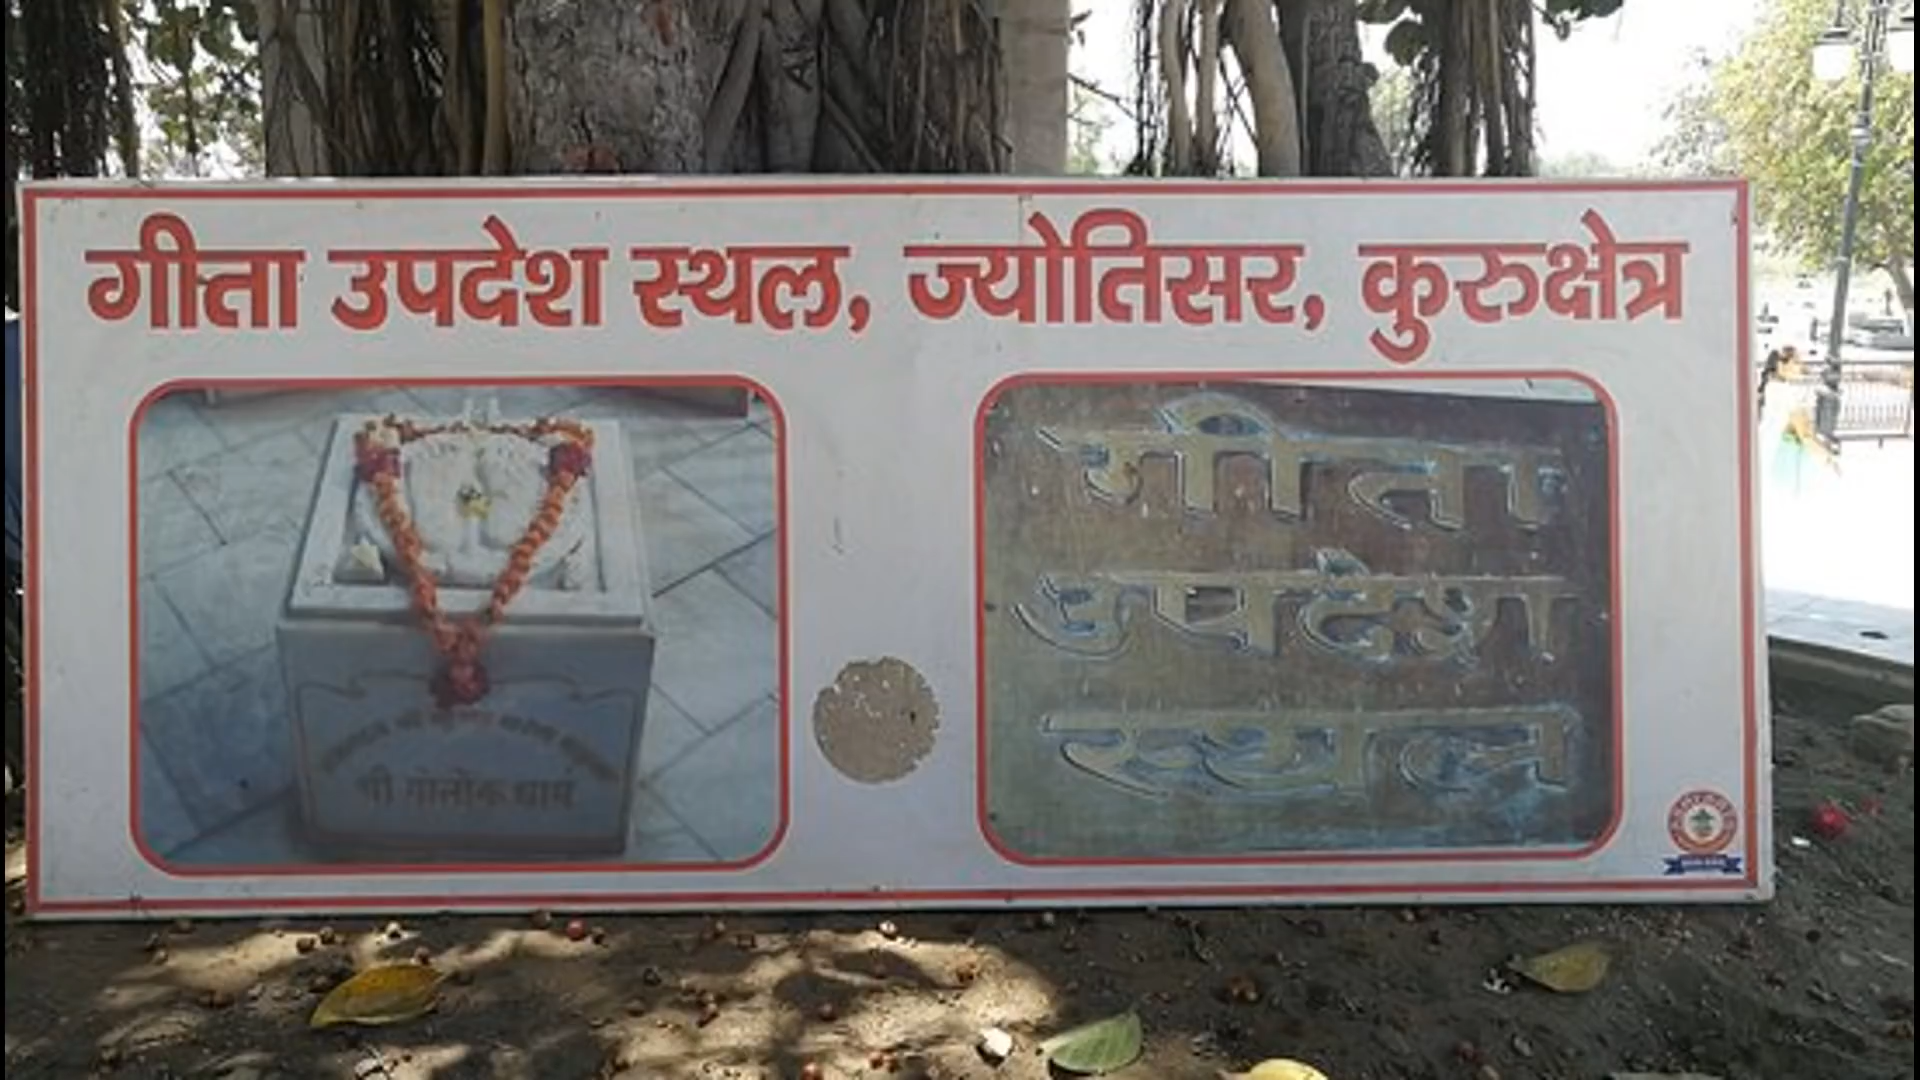 गीता उपदेश स्थल, ज्योतिसर, कुरुक्षेत्र
श्री गोलोक धाम
गीता
उपदेश
स्थल